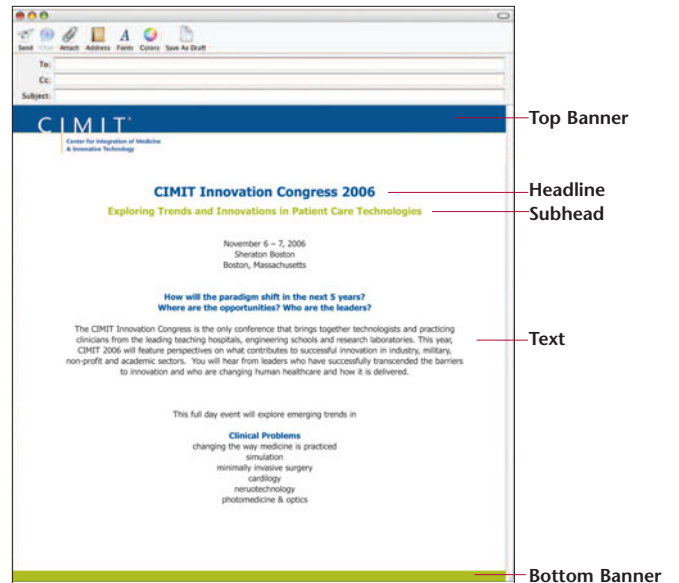 Send Chat Attach Address Fonts Colors Save As Draft
To:
Cc:
Subject:
CIMIT
Center for Integration of Medicine
& Innovative Technology
Top Banner
CIMIT Innovation Congress 2006
Headline
Exploring Trends and Innovations in Patient Care Technologies
Subhead
November 6 – 7, 2006
Sheraton Boston
Boston, Massachusetts
How will the paradigm shift in the next 5 years?
Where are the opportunities? Who are the leaders?
The CIMIT Innovation Congress is the only conference that brings together technologists and practicing
clinicians from the leading teaching hospitals, engineering schools and research laboratories. This year,
CIMIT 2006 will feature perspectives on what contributes to successful innovation in industry, military,
non-profit and academic sectors. You will hear from leaders who have successfully transcended the barriers
to innovation and who are changing human healthcare and how it is delivered.
Text
This full day event will explore emerging trends in
Clinical Problems
changing the way medicine is practiced
simulation
minimally invasive surgery
cardilogy
neruotechnology
photomedicine & optics
Bottom Banner